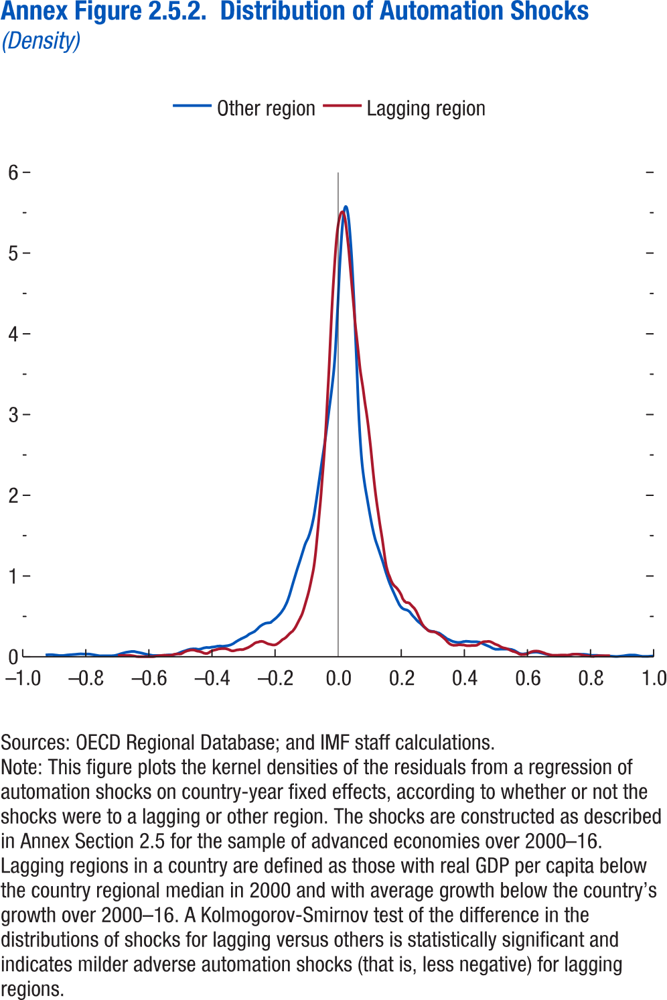 Annex Figure 2.5.2.  Distribution of Automation Shocks
(Density)
Other region
Lagging region
6
5
4
3
2
1
0
–1.0 –0.8 –0.6 –0.4 –0.2 0.0 0.2 0.4 0.6 0.8 1.0
Sources: OECD Regional Database; and IMF staff calculations.
Note: This figure plots the kernel densities of the residuals from a regression of
automation shocks on country-year fixed effects, according to whether or not the
shocks were to a lagging or other region. The shocks are constructed as described
in Annex Section 2.5 for the sample of advanced economies over 2000–16.
Lagging regions in a country are defined as those with real GDP per capita below
the country regional median in 2000 and with average growth below the country’s
growth over 2000–16. A Kolmogorov-Smirnov test of the difference in the
distributions of shocks for lagging versus others is statistically significant and
indicates milder adverse automation shocks (that is, less negative) for lagging
regions.